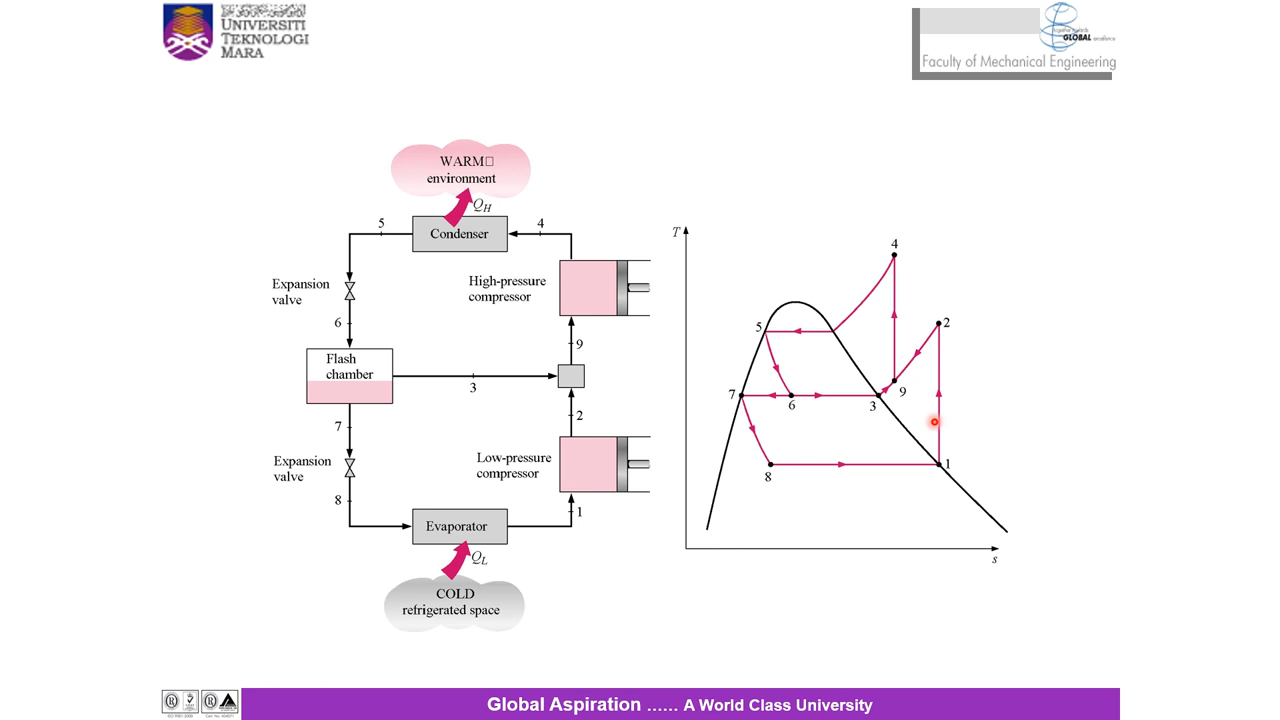 UNIVERSITI
TEKNOLOGI
MARA
GLOBAL
Faculty of Mechanical Engineering
WARM□
environment
QH
5
Condenser
4
Expansion
valve
High-pressure
compressor
6
9
Flash
chamber
3
7
2
Expansion
valve
Low-pressure
compressor
8
1
Evaporator
QL
COLD
refrigerated space
T
4
5
2
7
6
3
9
8
1
s
Global Aspiration ...... A World Class University